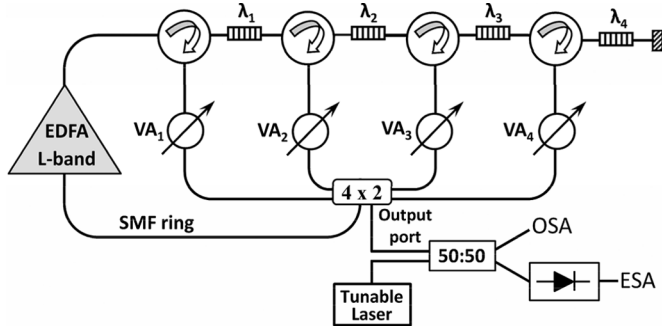 λ1 λ2 λ3 λ4
VA1 VA2 VA3 VA4
EDFA
L-band
4 x 2
SMF ring
Output
port
OSA
50:50
ESA
Tunable
Laser